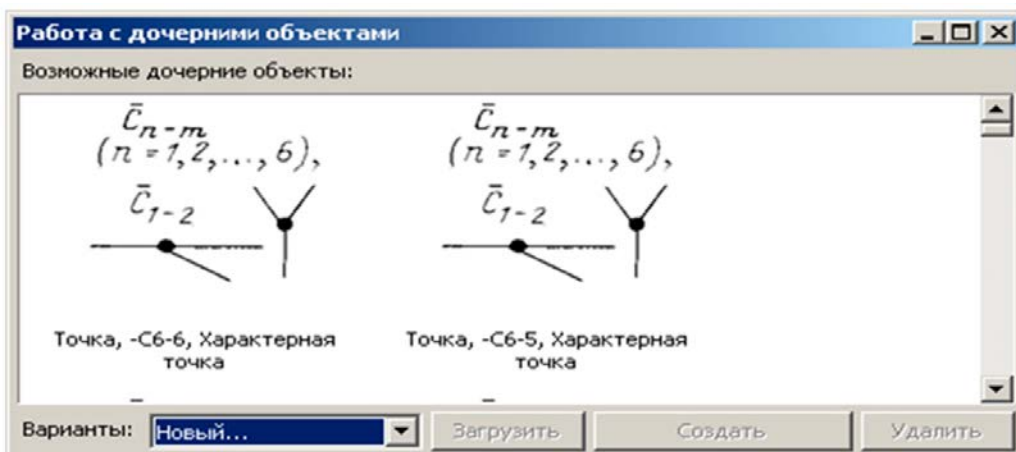 Работа с дочерними объектами
Возможные дочерние объекты:
C̄n-m C̄n-m
(n = 1, 2, ..., 6), (n = 1, 2, ..., 6),
C̄1-2 C̄1-2
Точка, -C6-6, Характерная точка
Точка, -C6-5, Характерная точка
Варианты: Новый... Загрузить Создать Удалить